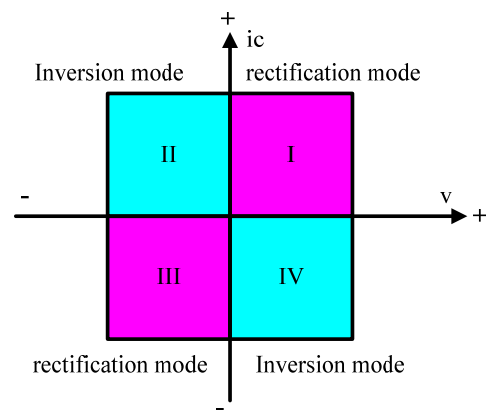 +
ic
Inversion mode
rectification mode
II
I
-
v
+
III
IV
rectification mode
Inversion mode
-